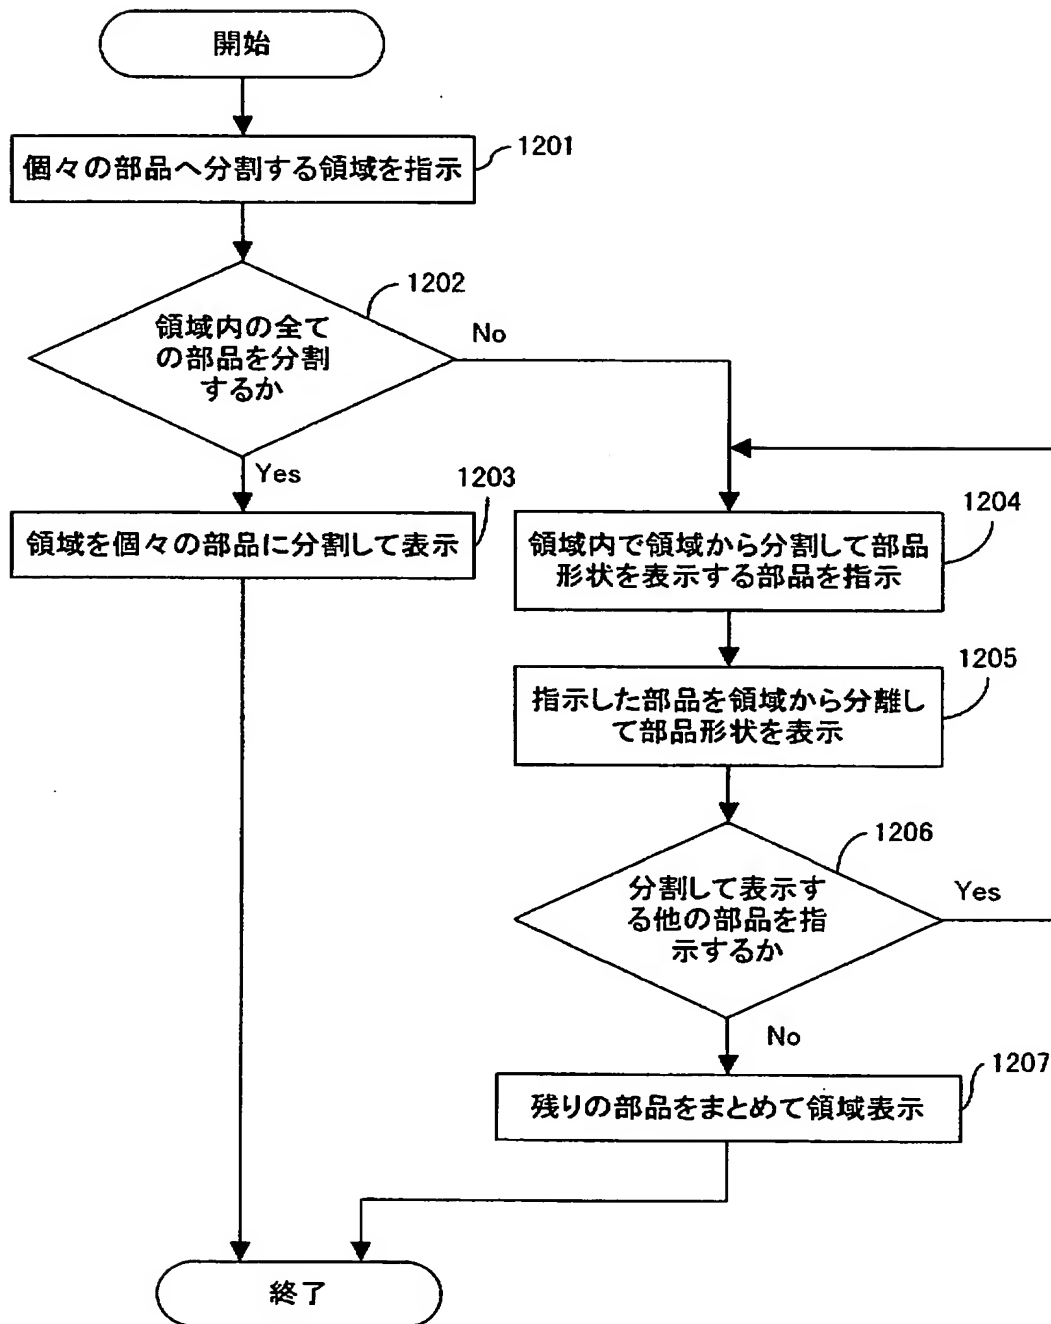 開始
個々の部品へ分割する領域を指示
1201
領域内の全て
の部品を分割
するか
1202
No
Yes
領域を個々の部品に分割して表示
1203
領域内で領域から分割して部品
形状を表示する部品を指示
1204
指示した部品を領域から分離し
て部品形状を表示
1205
分割して表示す
る他の部品を指
示するか
1206
Yes
No
残りの部品をまとめて領域表示
1207
終了